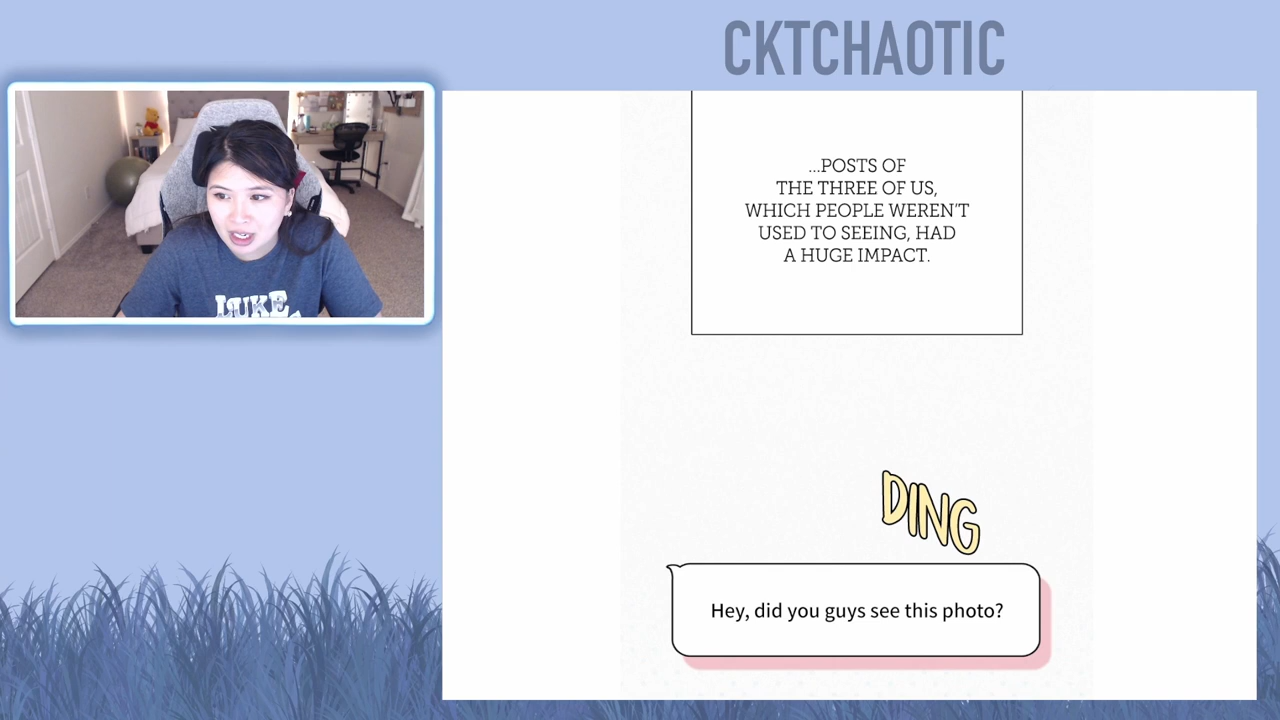 CKTCHAOTIC
LUKE
...POSTS OF
THE THREE OF US,
WHICH PEOPLE WEREN'T
USED TO SEEING, HAD
A HUGE IMPACT.
DING
Hey, did you guys see this photo?